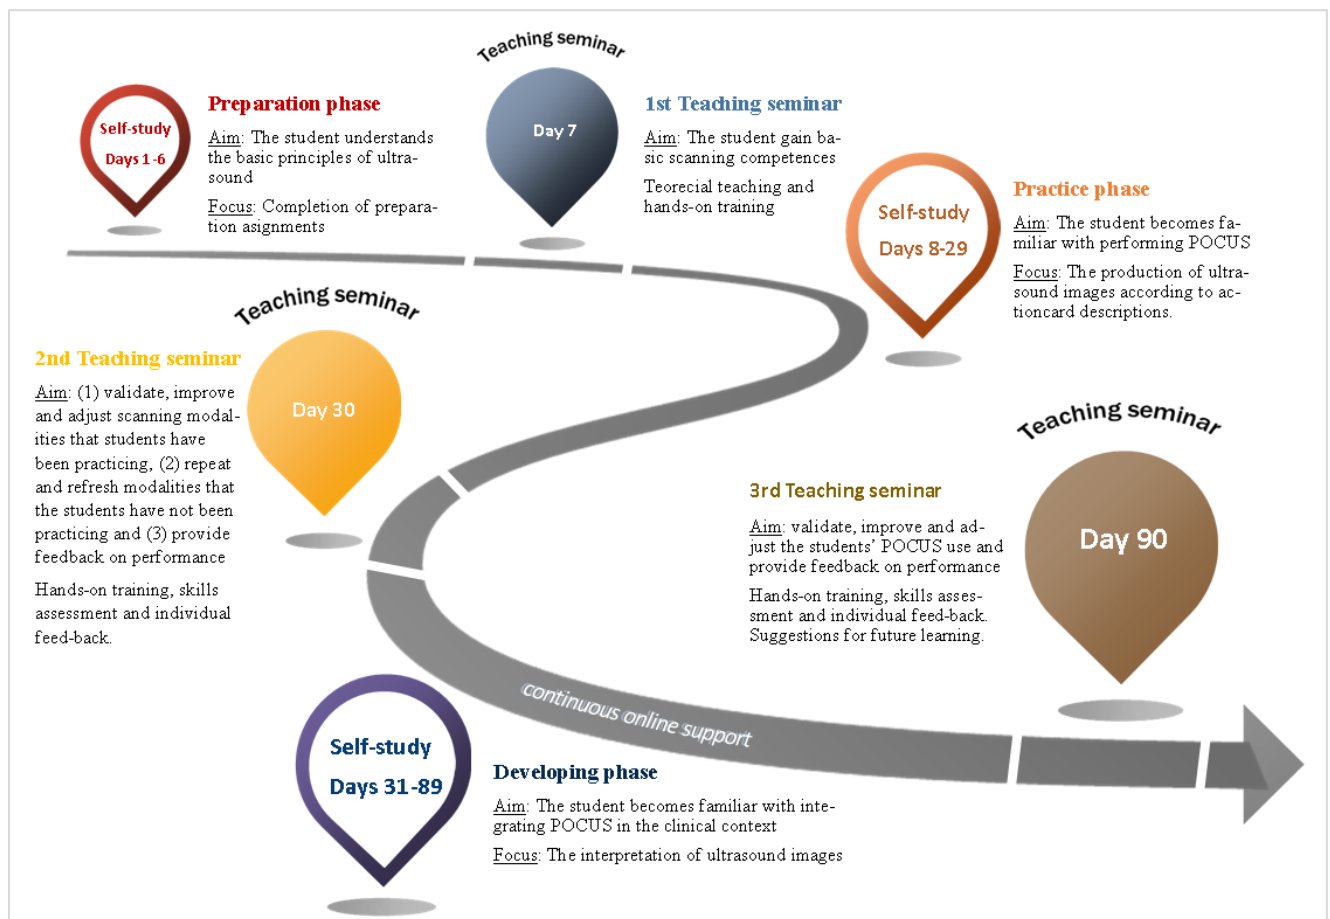 Self-study
Days 1-6
Preparation phase
Aim: The student understands
the basic principles of ultra-
sound
Focus: Completion of prepara-
tion asignments
Teaching seminar
Day 7
1st Teaching seminar
Aim: The student gain ba-
sic scanning competences
Teorecial teaching and
hands-on training
Self-study
Days 8-29
Practice phase
Aim: The student becomes fa-
miliar with performing POCUS
Focus: The production of ultra-
sound images according to ac-
tioncard descriptions.
Teaching seminar
Day 30
2nd Teaching seminar
Aim: (1) validate, improve
and adjust scanning modal-
ities that students have
been practicing, (2) repeat
and refresh modalities that
the students have not been
practicing and (3) provide
feedback on performance
Hands-on training, skills
assessment and individual
feed-back.
Self-study
Days 31-89
Developing phase
Aim: The student becomes familiar with inte-
grating POCUS in the clinical context
Focus: The interpretation of ultrasound images
continuous online support
Teaching seminar
Day 90
3rd Teaching seminar
Aim: validate, improve and ad-
just the students' POCUS use and
provide feedback on performance
Hands-on training, skills asses-
sment and individual feed-back.
Suggestions for future learning.